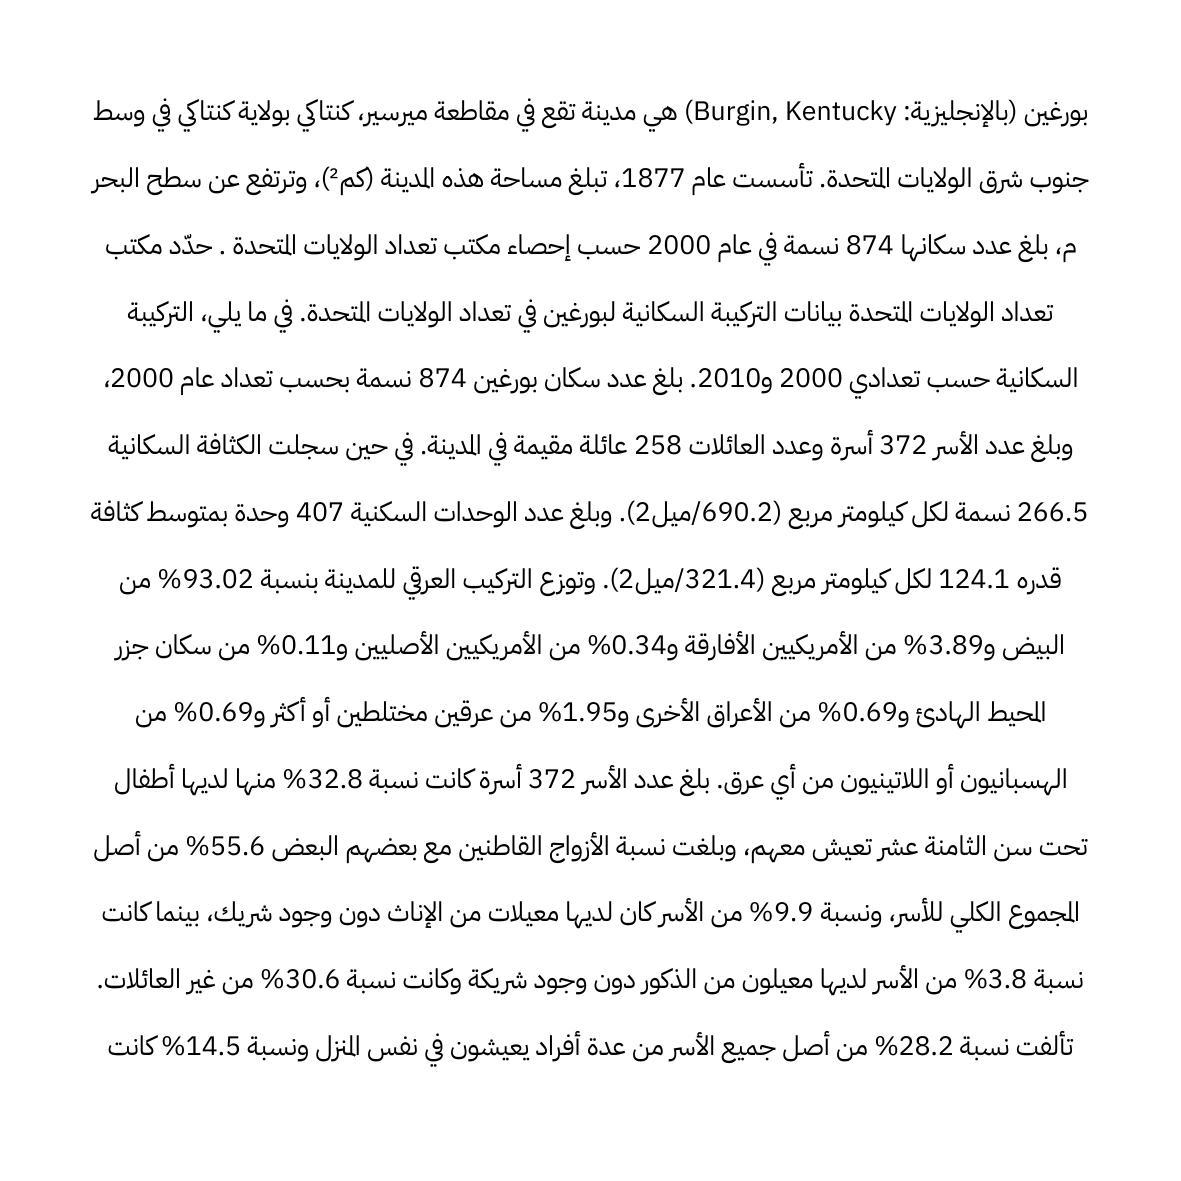 بورغين (بالإنجليزية: Burgin, Kentucky) هي مدينة تقع في مقاطعة ميرسير، كنتاكي بولاية كنتاكي في وسط
جنوب شرق الولايات المتحدة. تأسست عام 1877، تبلغ مساحة هذه المدينة (كم²)، وترتفع عن سطح البحر
م، بلغ عدد سكانها 874 نسمة في عام 2000 حسب إحصاء مكتب تعداد الولايات المتحدة . حدّد مكتب
تعداد الولايات المتحدة بيانات التركيبة السكانية لبورغين في تعداد الولايات المتحدة. في ما يلي، التركيبة
السكانية حسب تعدادي 2000 و2010. بلغ عدد سكان بورغين 874 نسمة بحسب تعداد عام 2000،
وبلغ عدد الأسر 372 أسرة وعدد العائلات 258 عائلة مقيمة في المدينة. في حين سجلت الكثافة السكانية
266.5 نسمة لكل كيلومتر مربع (690.2/ميل2). وبلغ عدد الوحدات السكنية 407 وحدة بمتوسط كثافة
قدره 124.1 لكل كيلومتر مربع (321.4/ميل2). وتوزع التركيب العرقي للمدينة بنسبة 93.02% من
البيض و3.89% من الأمريكيين الأفارقة و0.34% من الأمريكيين الأصليين و0.11% من سكان جزر
المحيط الهادئ و0.69% من الأعراق الأخرى و1.95% من عرقين مختلطين أو أكثر و0.69% من
الهسبانيون أو اللاتينيون من أي عرق. بلغ عدد الأسر 372 أسرة كانت نسبة 32.8% منها لديها أطفال
تحت سن الثامنة عشر تعيش معهم، وبلغت نسبة الأزواج القاطنين مع بعضهم البعض 55.6% من أصل
المجموع الكلي للأسر، ونسبة 9.9% من الأسر كان لديها معيلات من الإناث دون وجود شريك، بينما كانت
نسبة 3.8% من الأسر لديها معيلون من الذكور دون وجود شريكة وكانت نسبة 30.6% من غير العائلات.
تألفت نسبة 28.2% من أصل جميع الأسر من عدة أفراد يعيشون في نفس المنزل ونسبة 14.5% كانت